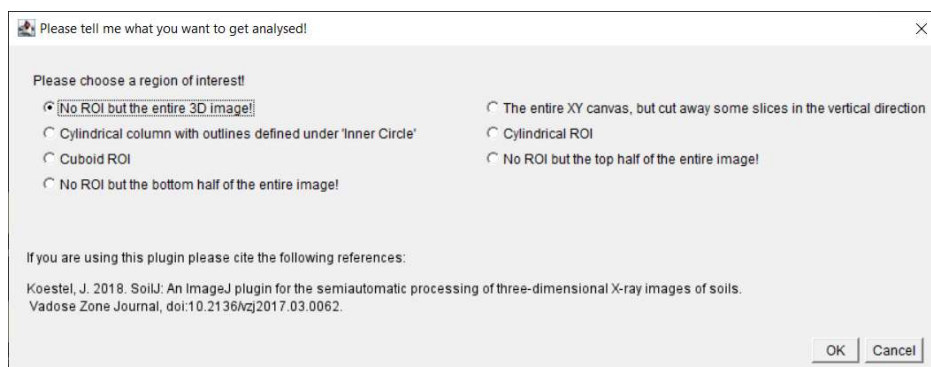 Please tell me what you want to get analysed!
Please choose a region of interest!
No ROI but the entire 3D image!
The entire XY canvas, but cut away some slices in the vertical direction
Cylindrical column with outlines defined under 'Inner Circle'
Cylindrical ROI
Cuboid ROI
No ROI but the top half of the entire image!
No ROI but the bottom half of the entire image!
If you are using this plugin please cite the following references:
Koestel, J. 2018. SoilJ: An ImageJ plugin for the semiautomatic processing of three-dimensional X-ray images of soils.
Vadose Zone Journal, doi:10.2136/vzj2017.03.0062.
OK Cancel